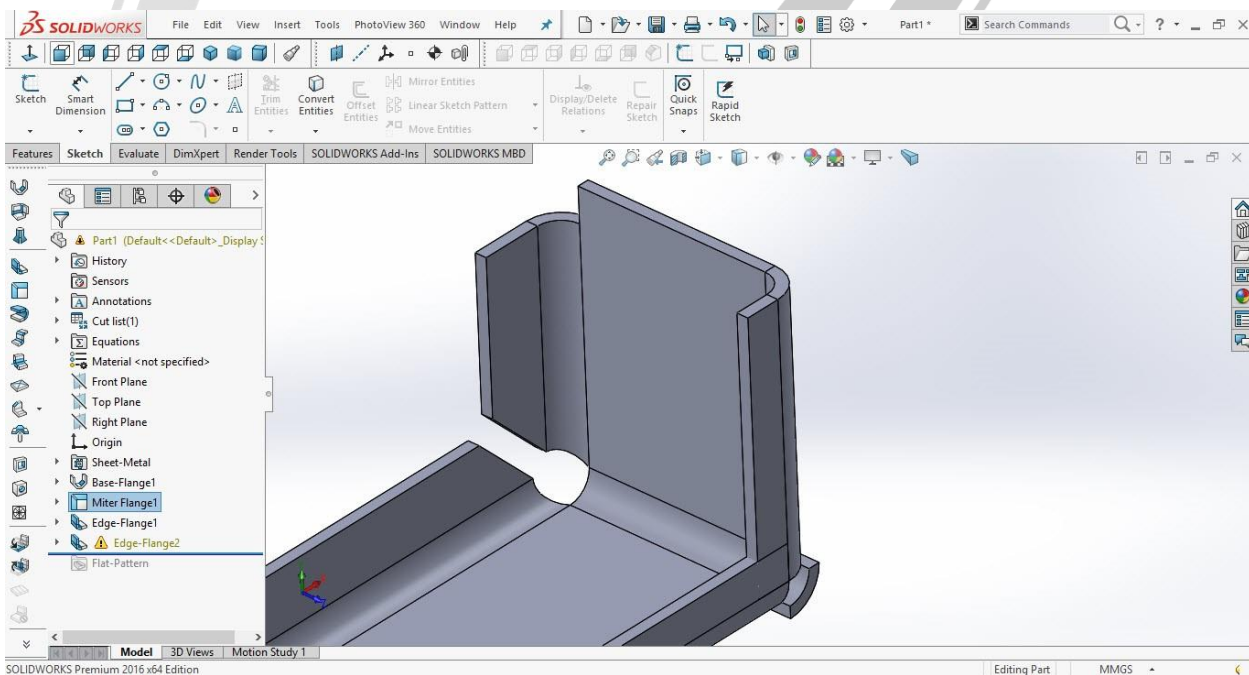 SOLIDWORKS File Edit View Insert Tools PhotoView 360 Window Help Part1 * Search Commands
Sketch Smart Dimension Trim Entities Convert Entities Offset Entities Mirror Entities Linear Sketch Pattern Move Entities Display/Delete Relations Repair Sketch Quick Snaps Rapid Sketch
Features Sketch Evaluate DimXpert Render Tools SOLIDWORKS Add-Ins SOLIDWORKS MBD
Part1 (Default<<Default>_Display S
History
Sensors
Annotations
Cut list(1)
Equations
Material <not specified>
Front Plane
Top Plane
Right Plane
Origin
Sheet-Metal
Base-Flange1
Miter Flange1
Edge-Flange1
Edge-Flange2
Flat-Pattern
Model 3D Views Motion Study 1
SOLIDWORKS Premium 2016 x64 Edition Editing Part MMGS